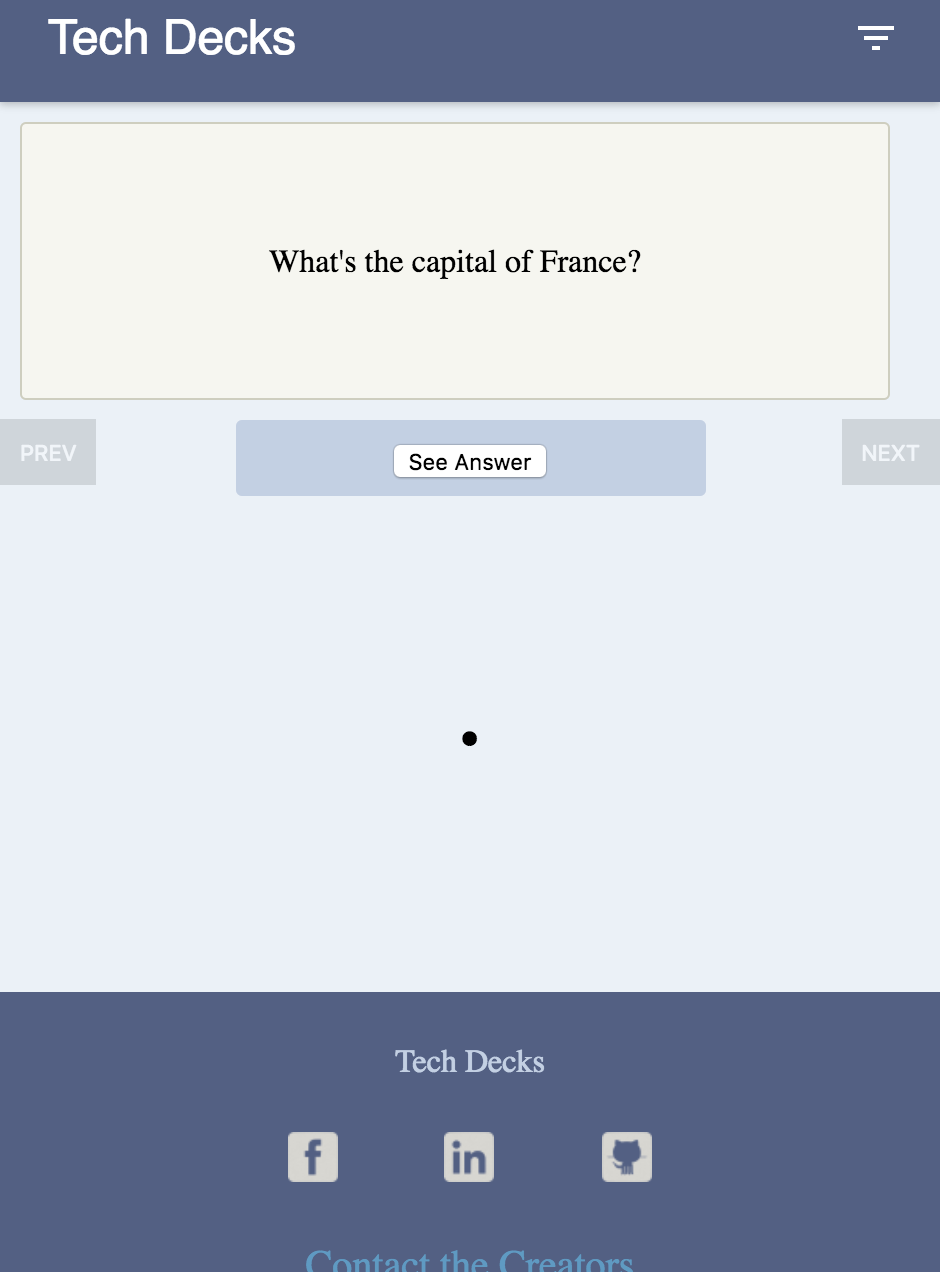 Tech Decks
What's the capital of France?
PREV
See Answer
NEXT
Tech Decks
f
in
Contact the Creators